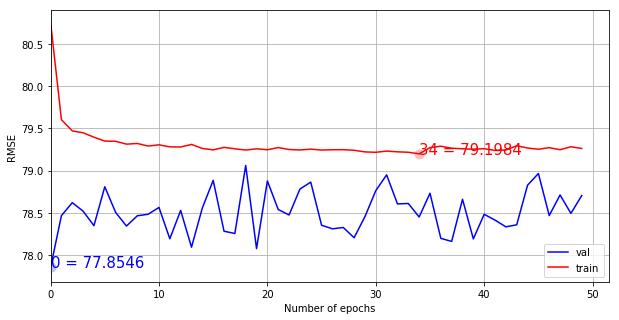 80.5
80.0
79.5
79.0
78.5
78.0
RMSE
34 = 79.1984
0 = 77.8546
val
train
0
10
20
30
40
50
Number of epochs